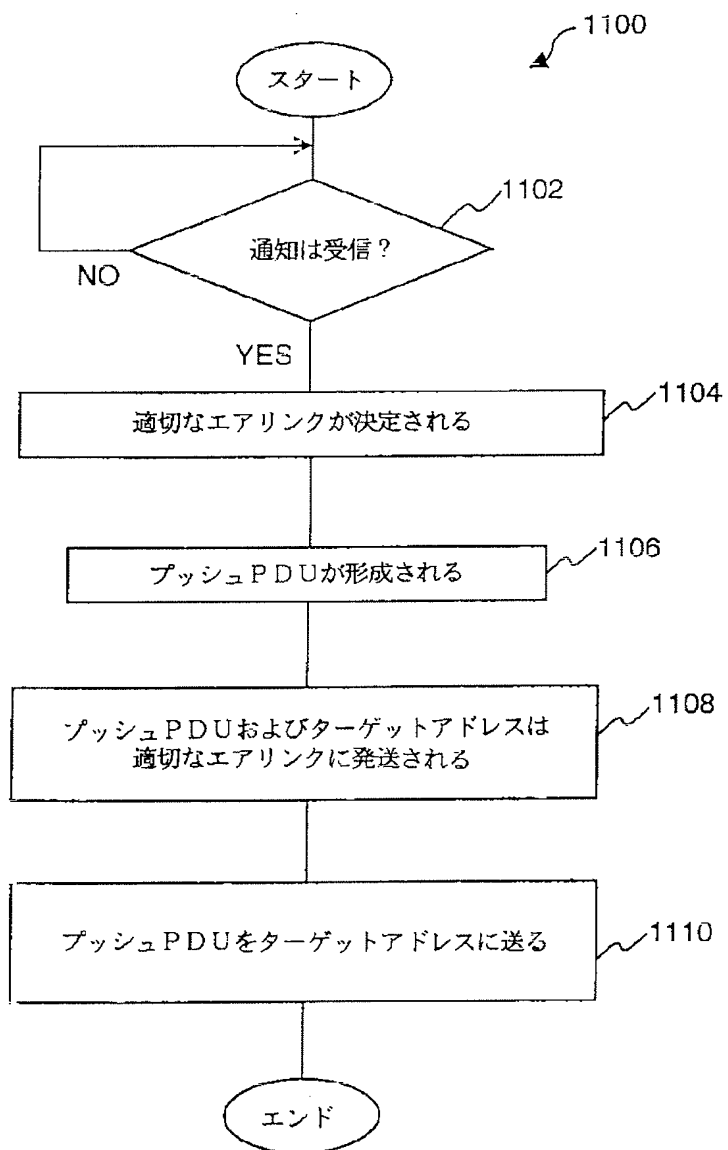 1100
スタート
1102
通知は受信？
NO
YES
1104
適切なエアリンクが決定される
1106
プッシュＰＤＵが形成される
1108
プッシュＰＤＵおよびターゲットアドレスは
適切なエアリンクに発送される
1110
プッシュＰＤＵをターゲットアドレスに送る
エンド